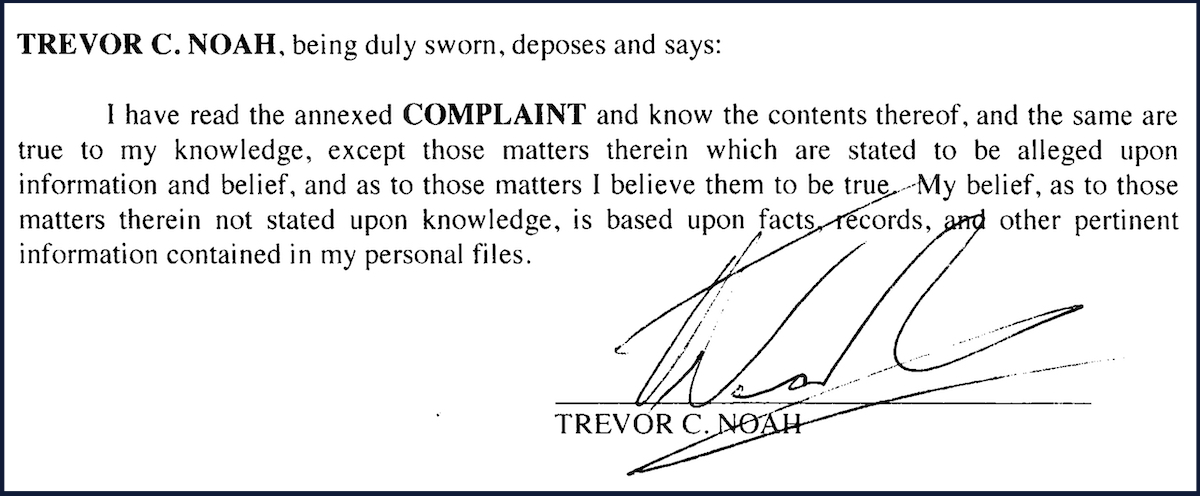 TREVOR C. NOAH, being duly sworn, deposes and says:
I have read the annexed COMPLAINT and know the contents thereof, and the same are
true to my knowledge, except those matters therein which are stated to be alleged upon
information and belief, and as to those matters I believe them to be true. My belief, as to those
matters therein not stated upon knowledge, is based upon facts, records, and other pertinent
information contained in my personal files.
TREVOR C. NOAH